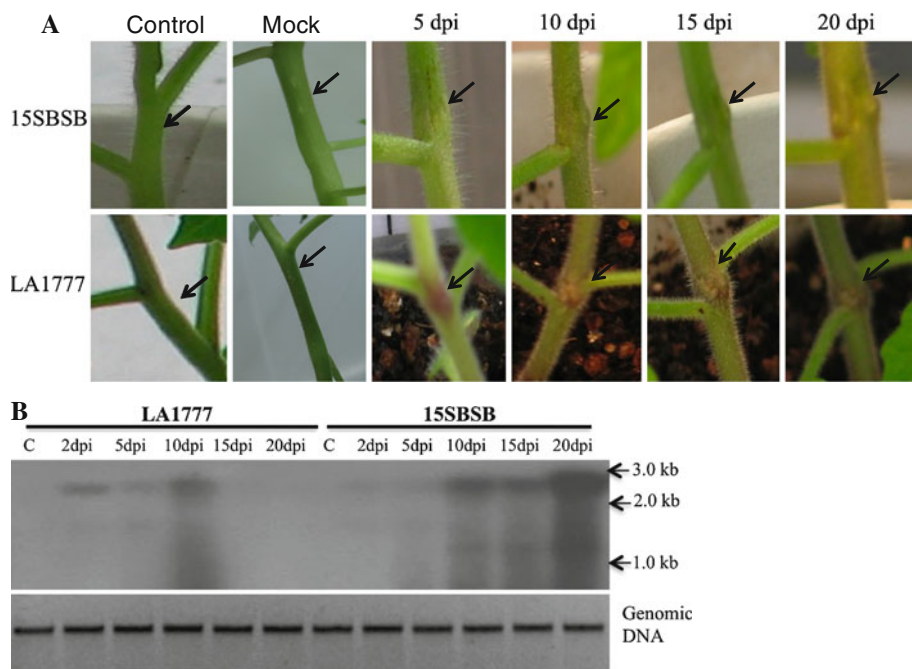 A Control Mock 5 dpi 10 dpi 15 dpi 20 dpi
15SBSB
LA1777
B LA1777 15SBSB
C 2dpi 5dpi 10dpi 15dpi 20dpi C 2dpi 5dpi 10dpi 15dpi 20dpi
3.0 kb
2.0 kb
1.0 kb
Genomic
DNA